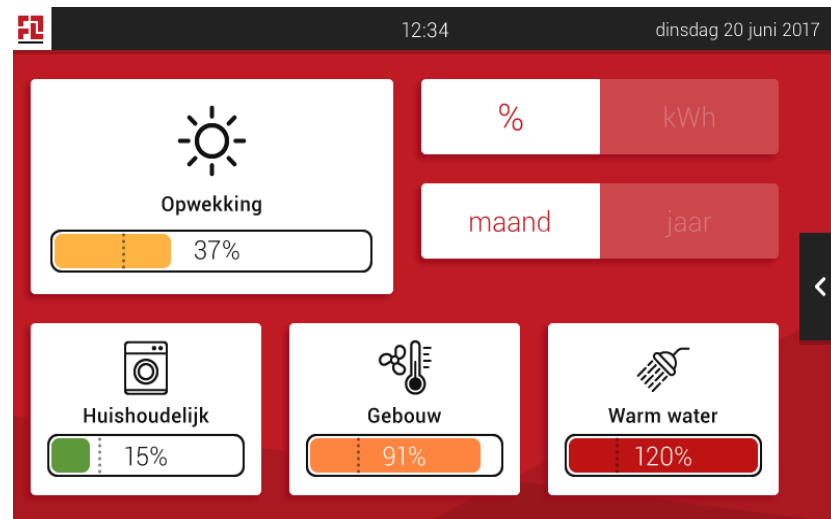 12:34
dinsdag 20 juni 2017
Opwekking
37%
%
kWh
maand
jaar
Huishoudelijk
15%
Gebouw
91%
Warm water
120%